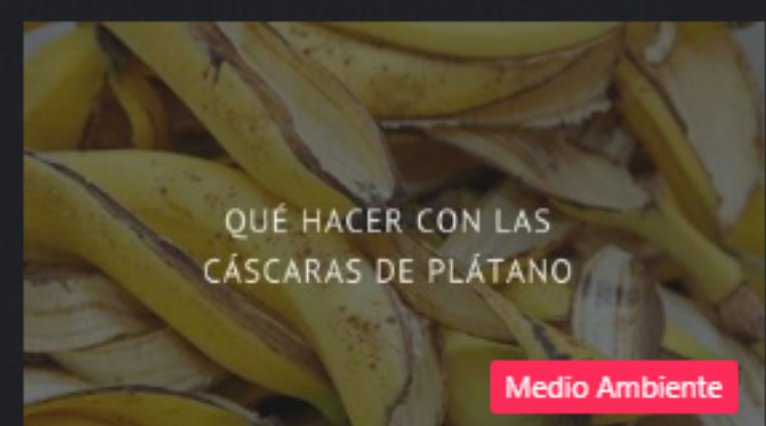 QUÉ HACER CON LAS
CÁSCARAS DE PLÁTANO
Medio Ambiente